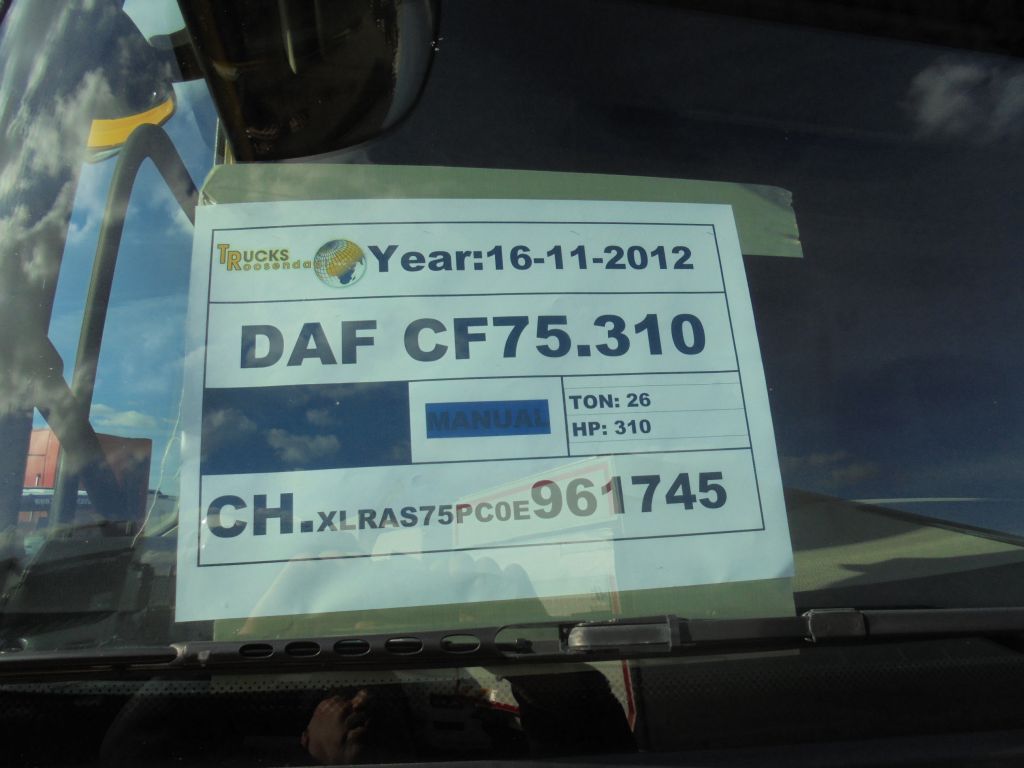 TRUCKS
Roosendaal
Year:16-11-2012
DAF CF75.310
MANUAL
TON: 26
HP: 310
CH.XLRAS75PC0E961745